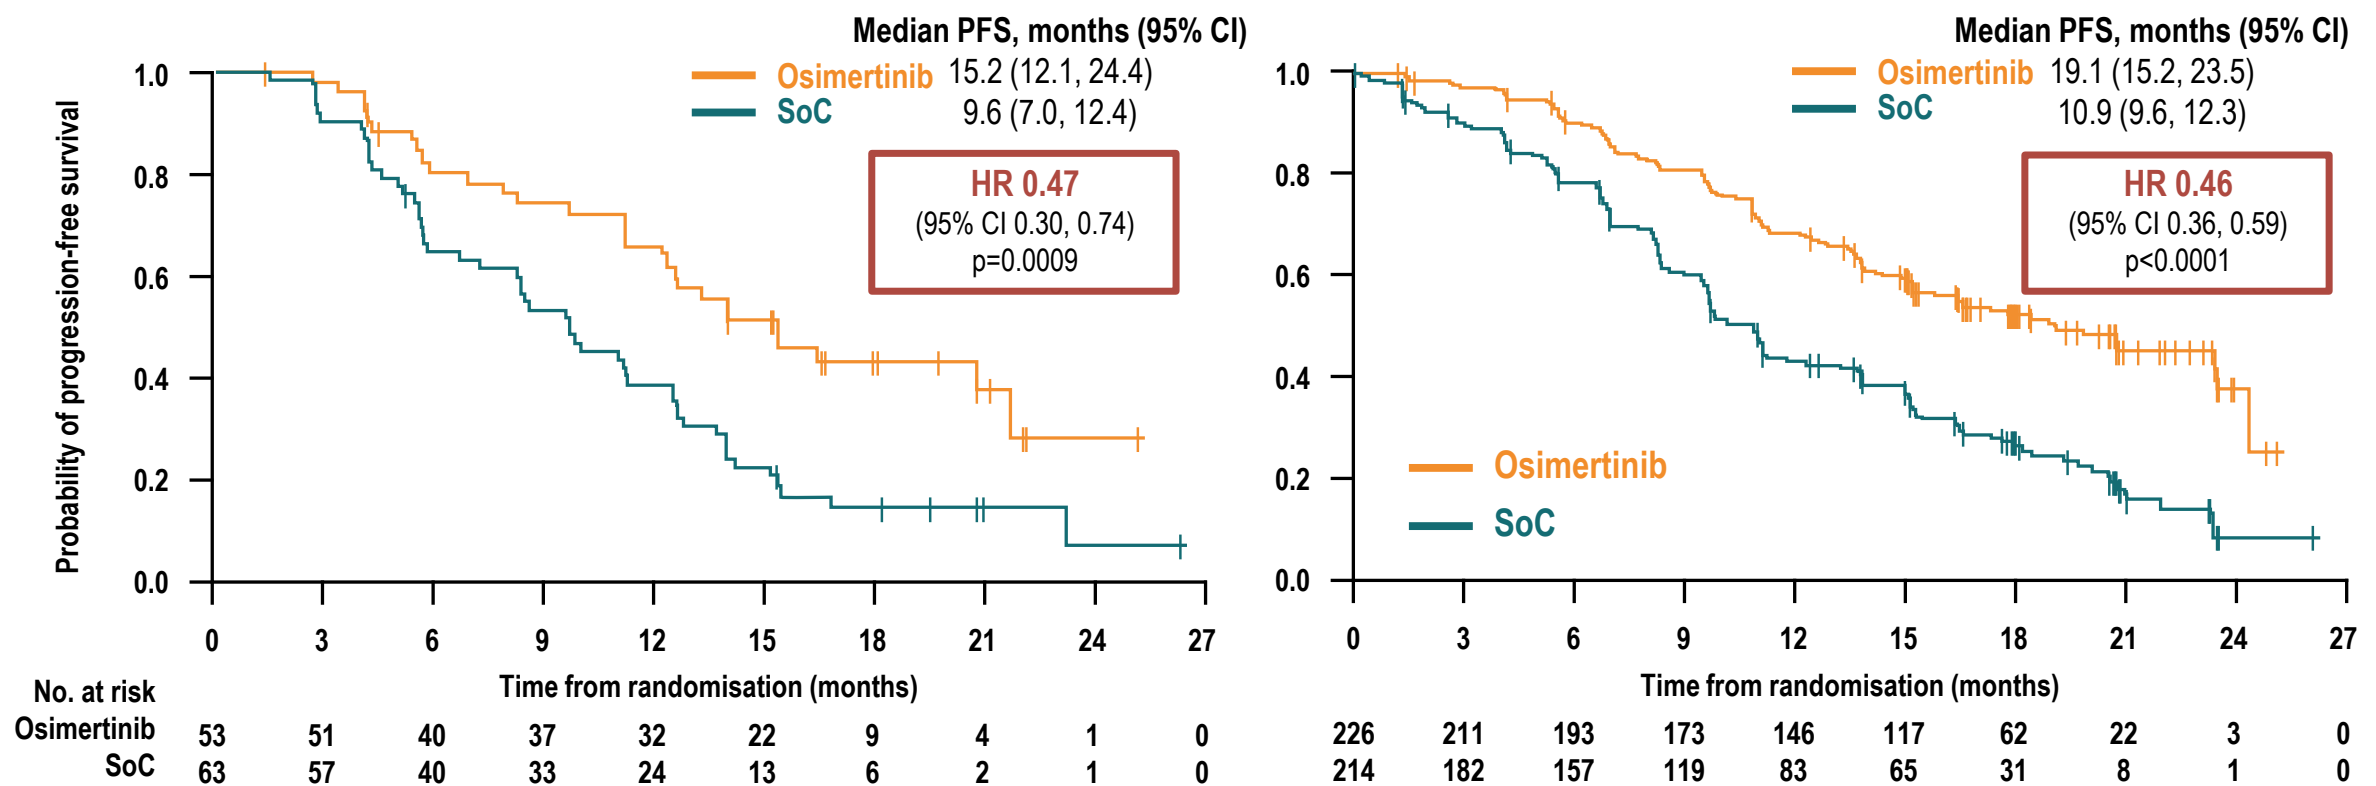 Median PFS, months (95% CI)
Osimertinib 15.2 (12.1, 24.4)
SoC 9.6 (7.0, 12.4)
HR 0.47
(95% CI 0.30, 0.74)
p=0.0009
Probability of progression-free survival
1.0
0.8
0.6
0.4
0.2
0.0
0 3 6 9 12 15 18 21 24 27
Time from randomisation (months)
No. at risk
Osimertinib 53 51 40 37 32 22 9 4 1 0
SoC 63 57 40 33 24 13 6 2 1 0
Median PFS, months (95% CI)
Osimertinib 19.1 (15.2, 23.5)
SoC 10.9 (9.6, 12.3)
HR 0.46
(95% CI 0.36, 0.59)
p<0.0001
1.0
0.8
0.6
0.4
0.2
0.0
Osimertinib
SoC
0 3 6 9 12 15 18 21 24 27
Time from randomisation (months)
226 211 193 173 146 117 62 22 3 0
214 182 157 119 83 65 31 8 1 0